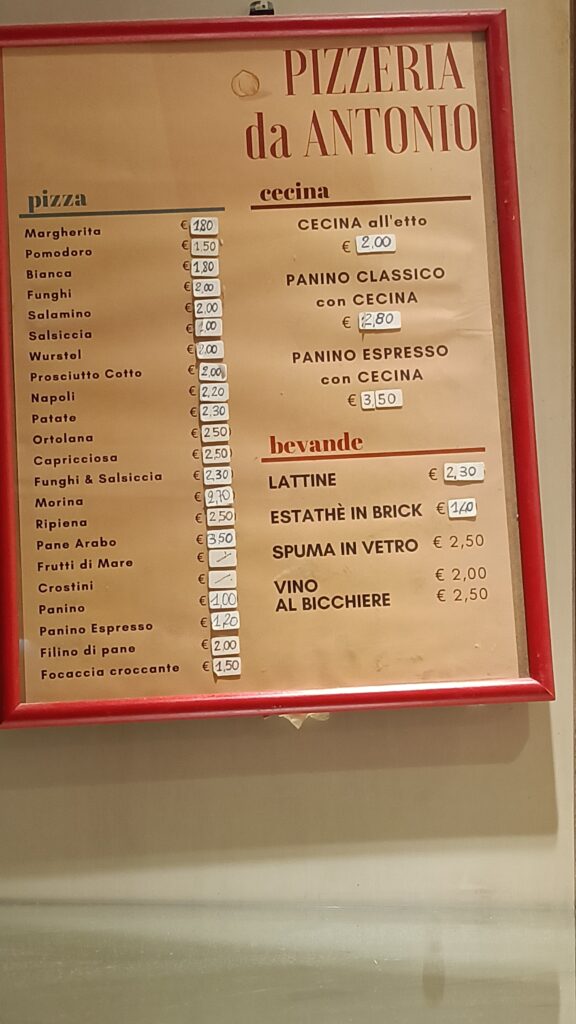 PIZZERIA
da ANTONIO
pizza
Margherita € 1,80
Pomodoro € 1,50
Bianca € 1,80
Funghi € 2,00
Salamino € 2,00
Salsiccia € 2,00
Wurstel € 2,00
Prosciutto Cotto € 2,00
Napoli € 2,20
Patate € 2,30
Ortolana € 2,50
Capricciosa € 2,50
Funghi & Salsiccia € 2,30
Morina € 2,70
Ripiena € 2,50
Pane Arabo € 3,50
Frutti di Mare €
Crostini €
Panino € 1,00
Panino Espresso € 1,20
Filino di pane € 2,00
Focaccia croccante € 1,50
cecina
CECINA all'etto
€ 2,00
PANINO CLASSICO
con CECINA
€ 2,80
PANINO ESPRESSO
con CECINA
€ 3,50
bevande
LATTINE € 2,30
ESTATHÈ IN BRICK €
SPUMA IN VETRO € 2,50
VINO € 2,00
AL BICCHIERE € 2,50